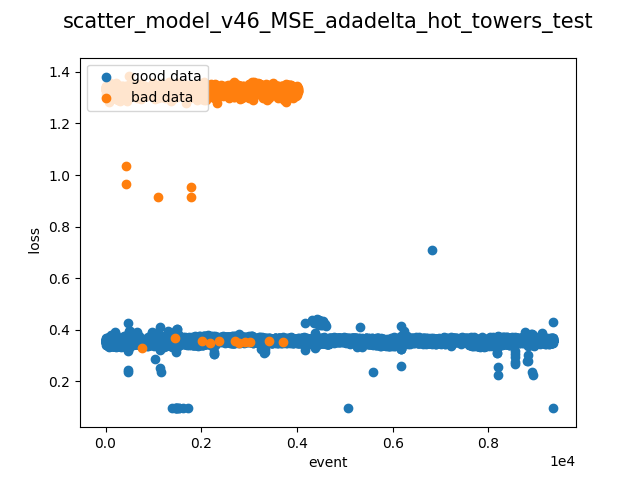 scatter_model_v46_MSE_adadelta_hot_towers_test
1.4
1.2
1.0
0.8
0.6
0.4
0.2
loss
good data
bad data
0.0 0.2 0.4 0.6 0.8
1e4
event